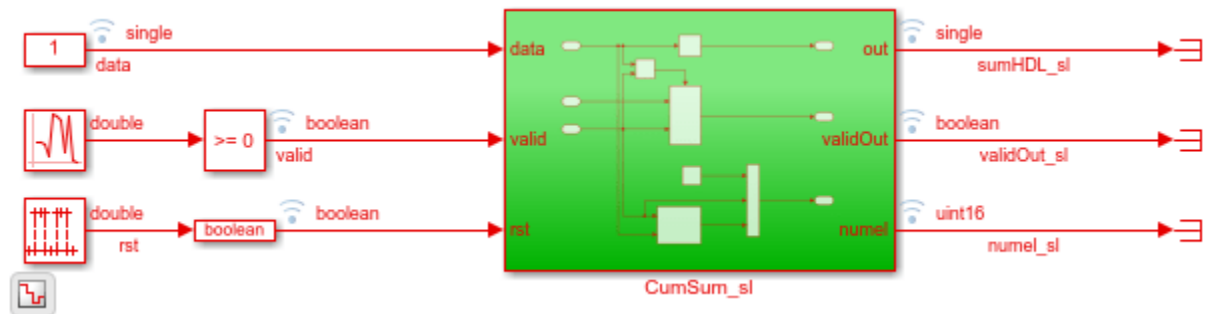 single
1
data
data
out
single
sumHDL_sl
double
>= 0
boolean
valid
valid
validOut
boolean
validOut_sl
double
rst
boolean
boolean
rst
numel
uint16
numel_sl
CumSum_sl